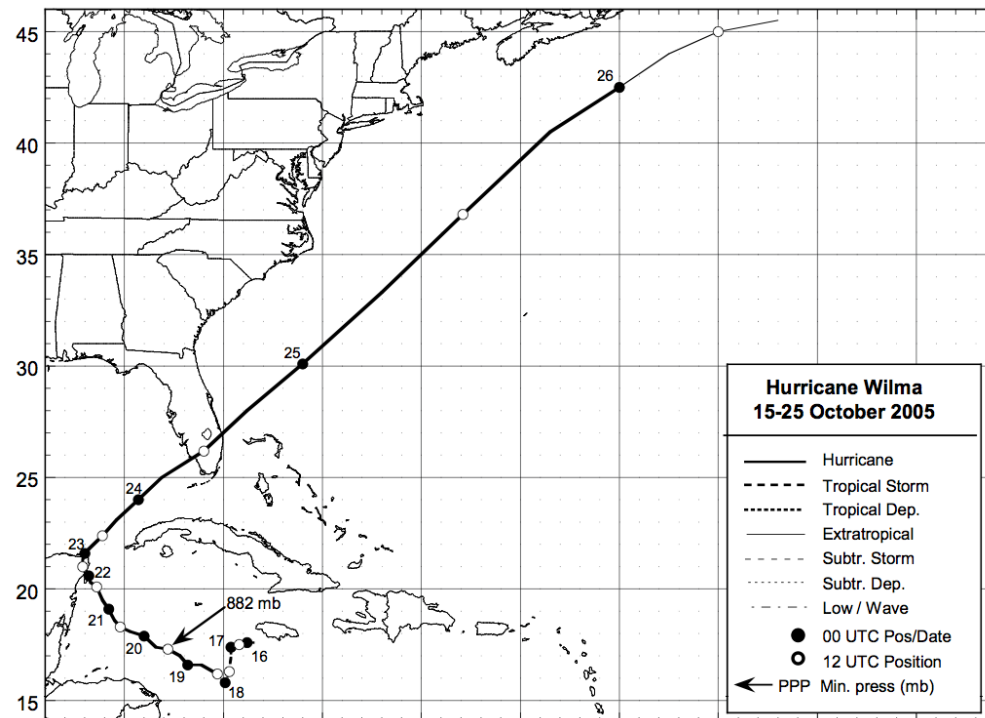 45
26
40
35
30
25
25
24
23
22
20
21
882 mb
20
17
16
19
18
15
Hurricane Wilma
15-25 October 2005
Hurricane
Tropical Storm
Tropical Dep.
Extratropical
Subtr. Storm
Subtr. Dep.
Low / Wave
00 UTC Pos/Date
12 UTC Position
PPP Min. press (mb)